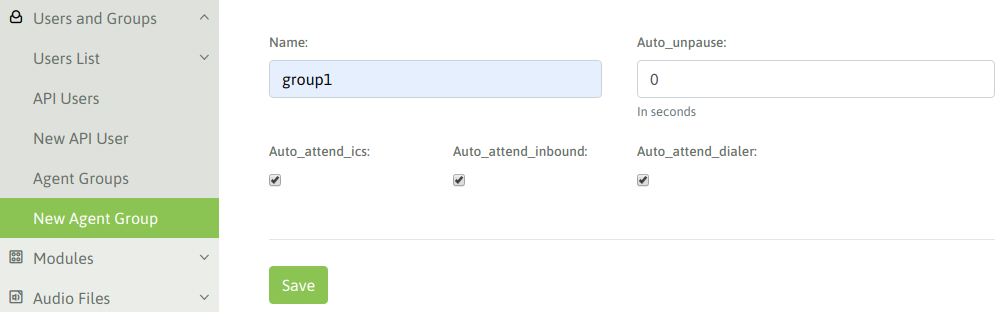 Users and Groups
Users List
API Users
New API User
Agent Groups
New Agent Group
Modules
Audio Files
Name:
Auto_unpause:
group1
0
In seconds
Auto_attend_ics:
Auto_attend_inbound:
Auto_attend_dialer:
Save